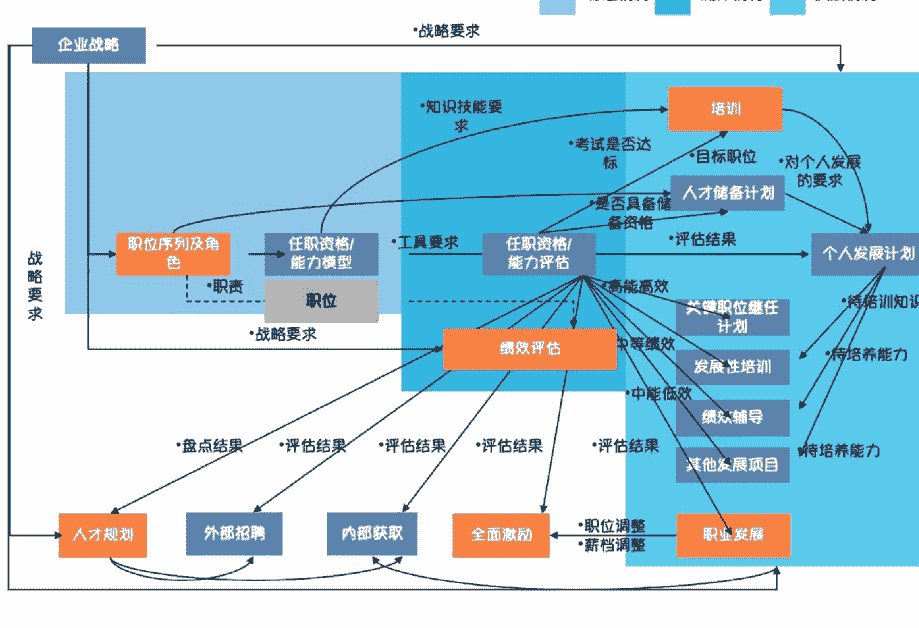 •战略要求
企业战略
•知识技能要
求
培训
•考试是否达
标
•目标职位
•对个人发展
的要求
人才储备计划
•是否具备储
备资格
职位序列及角
色
任职资格/
能力模型
•工具要求
任职资格/
能力评估
•评估结果
个人发展计划
战
略
要
求
•职责
职位
•高能高效
关键职位继任
计划
•待培训知识
•战略要求
绩效评估
中等绩效
发展性培训
•待培养能力
•中能低效
绩效辅导
•盘点结果
•评估结果
•评估结果
•评估结果
•评估结果
•待培养能力
其他发展项目
人才规划
外部招聘
内部获取
全面激励
•职位调整
•薪档调整
职业发展